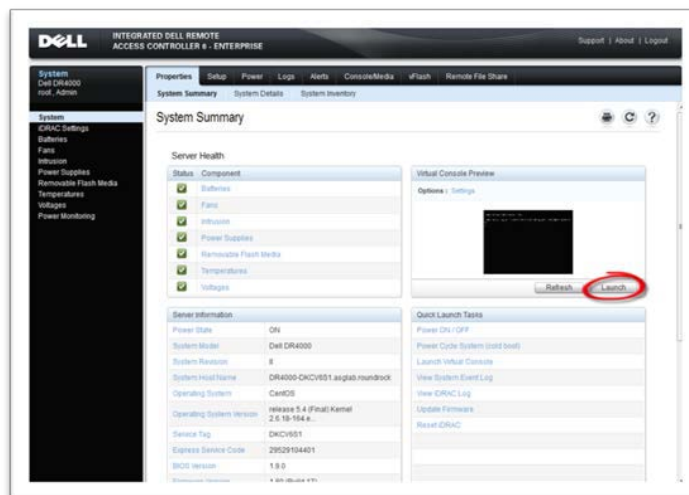 DELL
INTEGRATED DELL REMOTE
ACCESS CONTROLLER 6 - ENTERPRISE
Support | About | Logout
System
Dell DR4000
root, Admin
System
iDRAC Settings
Batteries
Fans
Intrusion
Power Supplies
Removable Flash Media
Temperatures
Voltages
Power Monitoring
Properties Setup Power Logs Alerts Console/Media vFlash Remote File Share
System Summary System Details System Inventory
System Summary
Server Health
Status Component
Batteries
Fans
Intrusion
Power Supplies
Removable Flash Media
Temperatures
Voltages
Virtual Console Preview
Options : Settings
Refresh Launch
Server Information
Power State ON
System Model Dell DR4000
System Revision II
System Host Name DR4000-DKCV6S1.asglab.roundrock
Operating System CentOS
Operating System Version release 5.4 (Final) Kernel
2.6.18-164.e...
Service Tag DKCV6S1
Express Service Code 29529104401
BIOS Version 1.9.0
Firmware Version 1.80 (Build 17)
Quick Launch Tasks
Power ON / OFF
Power Cycle System (cold boot)
Launch Virtual Console
View System Event Log
View iDRAC Log
Update Firmware
Reset iDRAC